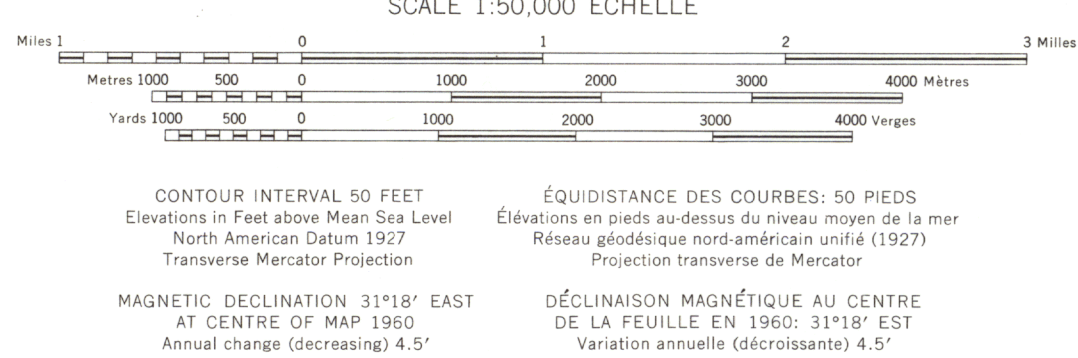 SCALE 1:50,000 ÉCHELLE
Miles 1 0 1 2 3 Milles
Metres 1000 500 0 1000 2000 3000 4000 Mètres
Yards 1000 500 0 1000 2000 3000 4000 Verges
CONTOUR INTERVAL 50 FEET
Elevations in Feet above Mean Sea Level
North American Datum 1927
Transverse Mercator Projection
ÉQUIDISTANCE DES COURBES: 50 PIEDS
Élévations en pieds au-dessus du niveau moyen de la mer
Réseau géodésique nord-américain unifié (1927)
Projection transverse de Mercator
MAGNETIC DECLINATION 31°18′ EAST
AT CENTRE OF MAP 1960
Annual change (decreasing) 4.5′
DÉCLINAISON MAGNÉTIQUE AU CENTRE
DE LA FEUILLE EN 1960: 31°18′ EST
Variation annuelle (décroissante) 4.5′